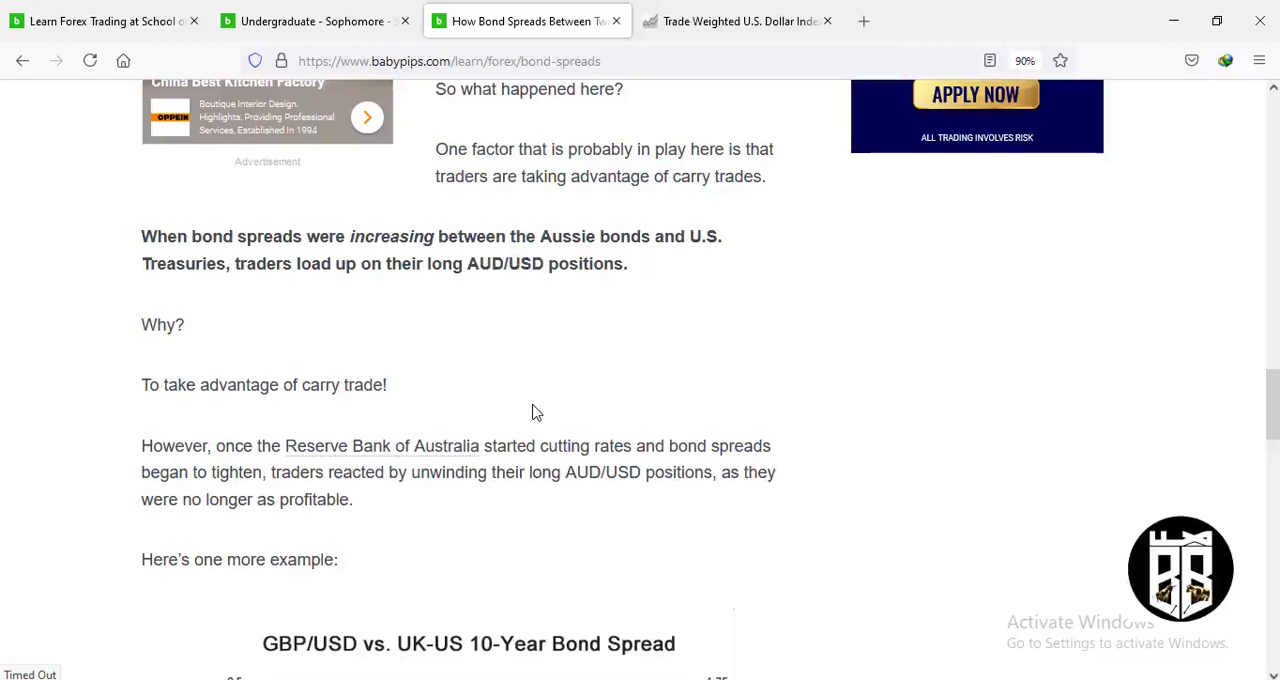 Learn Forex Trading at School o
Undergraduate - Sophomore -
How Bond Spreads Between Tw
Trade Weighted U.S. Dollar Inde
https://www.babypips.com/learn/forex/bond-spreads
90%
China Best Kitchen Factory
OPPEIN
Boutique Interior Design.
Highlights: Providing Professional
Services, Established In 1994
Advertisement
So what happened here?
APPLY NOW
ALL TRADING INVOLVES RISK
One factor that is probably in play here is that
traders are taking advantage of carry trades.
When bond spreads were increasing between the Aussie bonds and U.S.
Treasuries, traders load up on their long AUD/USD positions.
Why?
To take advantage of carry trade!
However, once the Reserve Bank of Australia started cutting rates and bond spreads
began to tighten, traders reacted by unwinding their long AUD/USD positions, as they
were no longer as profitable.
Here's one more example:
GBP/USD vs. UK-US 10-Year Bond Spread
Activate Windows
Go to Settings to activate Windows.
Timed Out